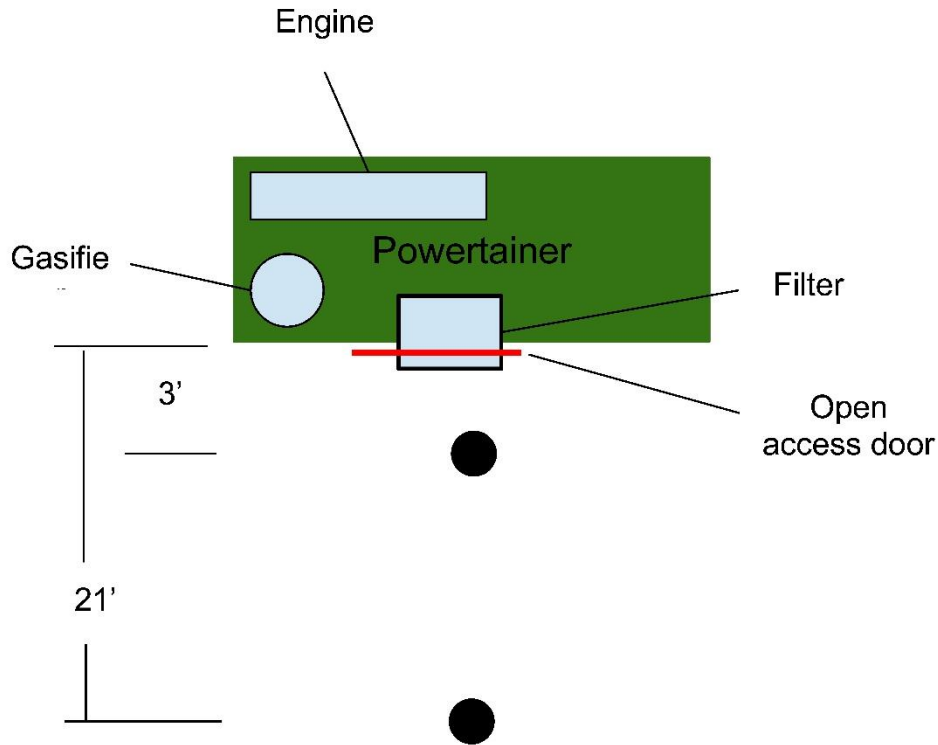 Engine
Powertainer
Gasifie
Filter
3’
Open
access door
21’